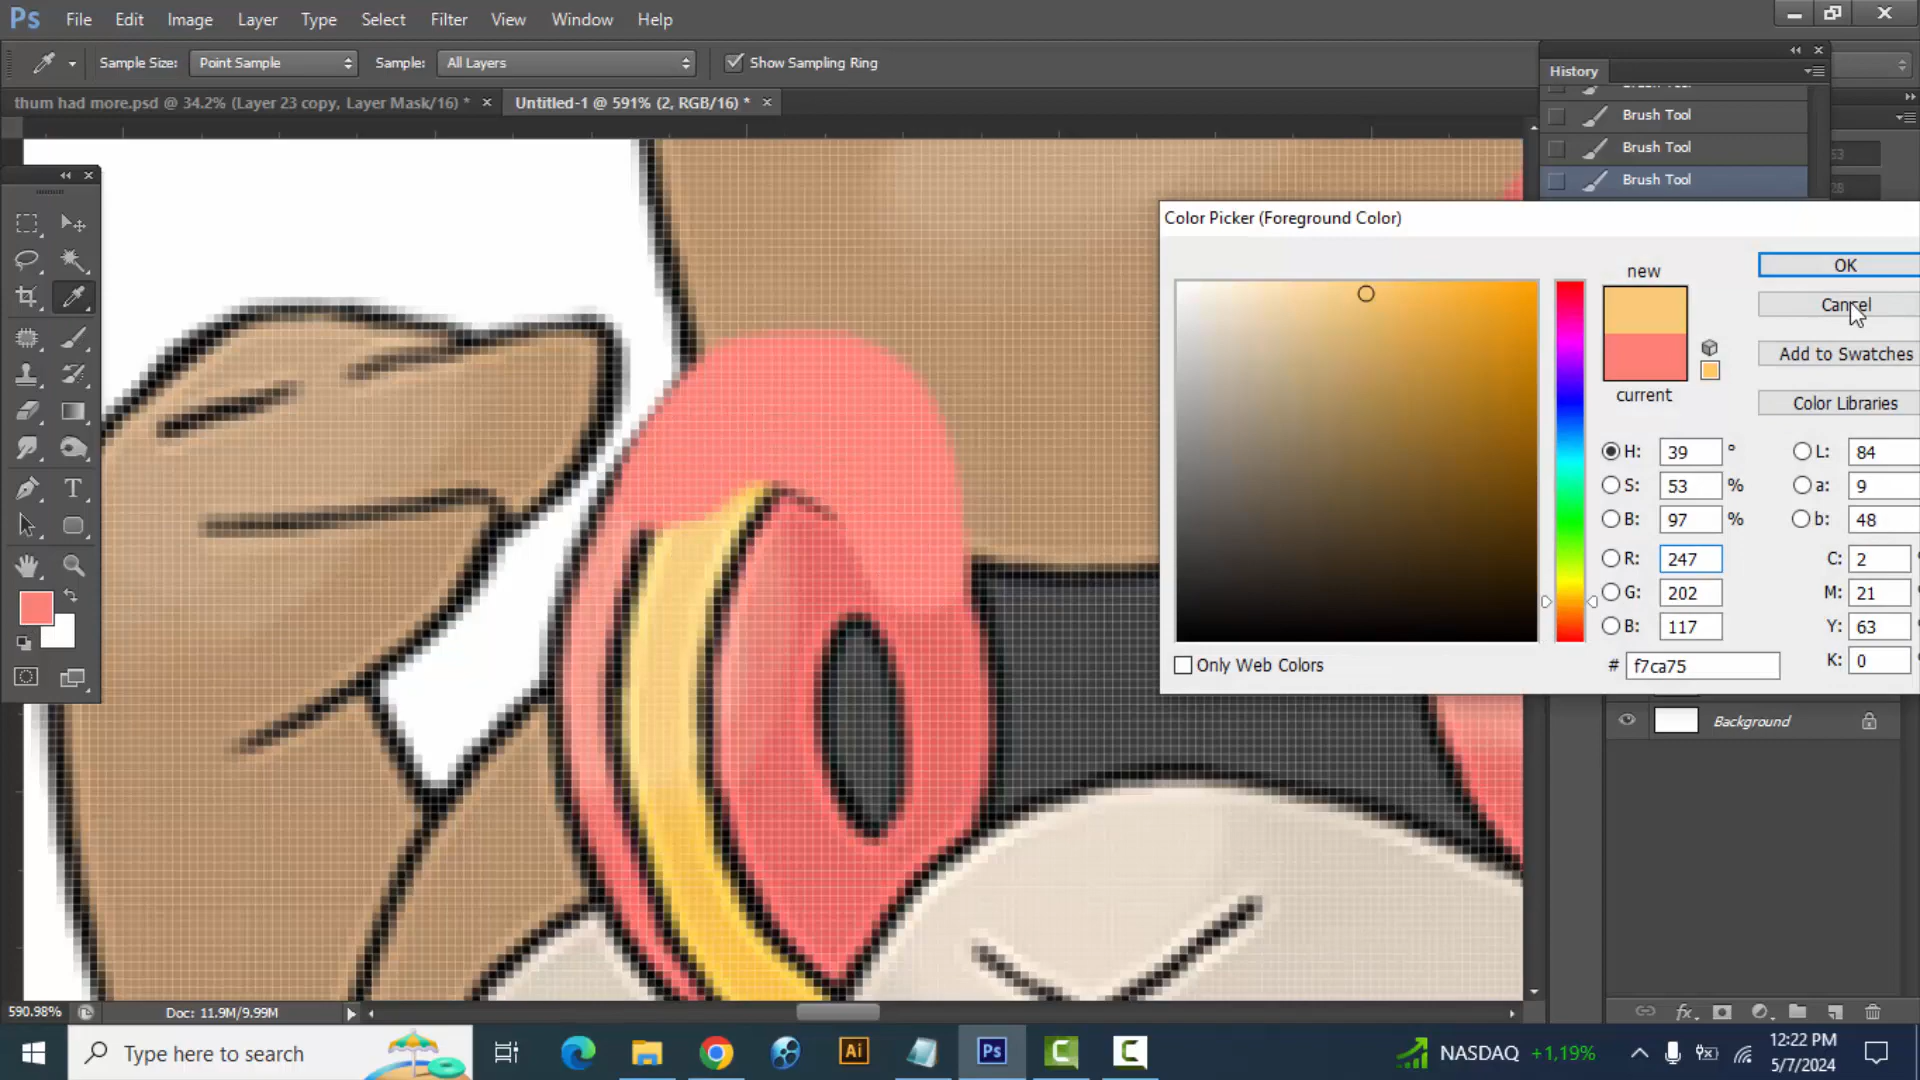 Ps File Edit Image Layer Type Select Filter View Window Help
Sample Size: Point Sample Sample: All Layers Show Sampling Ring
History
thum had more.psd @ 34.2% (Layer 23 copy, Layer Mask/16) * Untitled-1 @ 591% (2, RGB/16) *
Brush Tool
Brush Tool
Brush Tool
Color Picker (Foreground Color)
new
OK
Cancel
Add to Swatches
current
Color Libraries
H: 39 ° L: 84
S: 53 % a: 9
B: 97 % b: 48
R: 247 C: 2
G: 202 M: 21
B: 117 Y: 63
Only Web Colors # f7ca75 K: 0
T
Background
590.98% Doc: 11.9M/9.99M
Type here to search
Ai
Ps
NASDAQ +1,19%
12:22 PM
5/7/2024